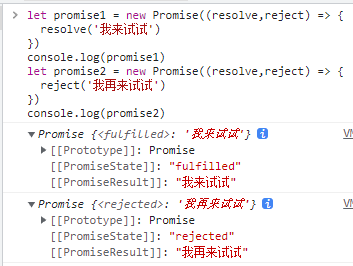 let promise1 = new Promise((resolve,reject) => {
resolve('我来试试')
})
console.log(promise1)
let promise2 = new Promise((resolve,reject) => {
reject('我再来试试')
})
console.log(promise2)
Promise {<fulfilled>: '我来试试'}
[[Prototype]]: Promise
[[PromiseState]]: "fulfilled"
[[PromiseResult]]: "我来试试"
Promise {<rejected>: '我再来试试'}
[[Prototype]]: Promise
[[PromiseState]]: "rejected"
[[PromiseResult]]: "我再来试试"